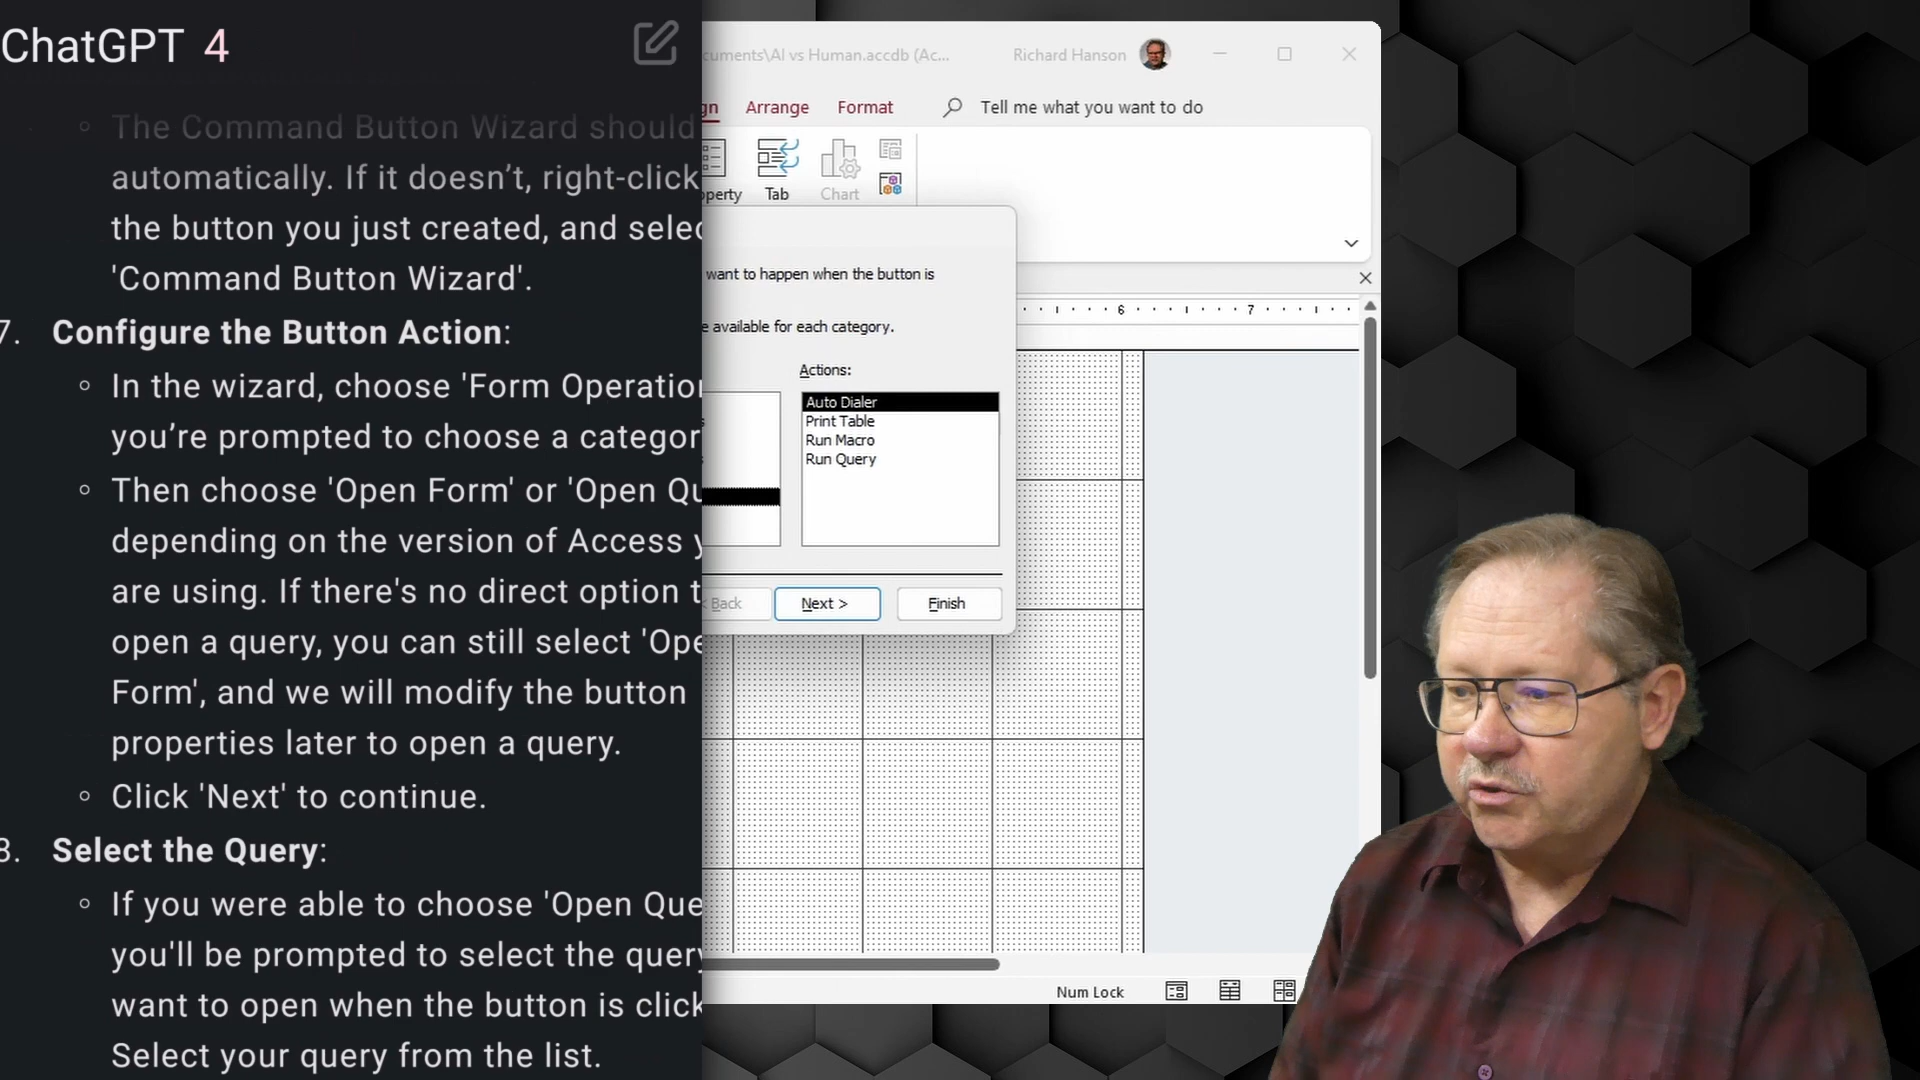 ChatGPT 4
The Command Button Wizard should
automatically. If it doesn’t, right-click
the button you just created, and selec
'Command Button Wizard'.
7. Configure the Button Action:
In the wizard, choose 'Form Operation
you’re prompted to choose a categor
Then choose 'Open Form' or 'Open Qu
depending on the version of Access y
are using. If there's no direct option t
open a query, you can still select 'Ope
Form', and we will modify the button
properties later to open a query.
Click 'Next' to continue.
8. Select the Query:
If you were able to choose 'Open Que
you'll be prompted to select the query
want to open when the button is click
Select your query from the list.
cuments\AI vs Human.accdb (Ac...
Richard Hanson
gn Arrange Format Tell me what you want to do
operty Tab Chart
want to happen when the button is
e available for each category.
Actions:
Auto Dialer
Print Table
Run Macro
Run Query
< Back Next > Finish
6 7
Num Lock